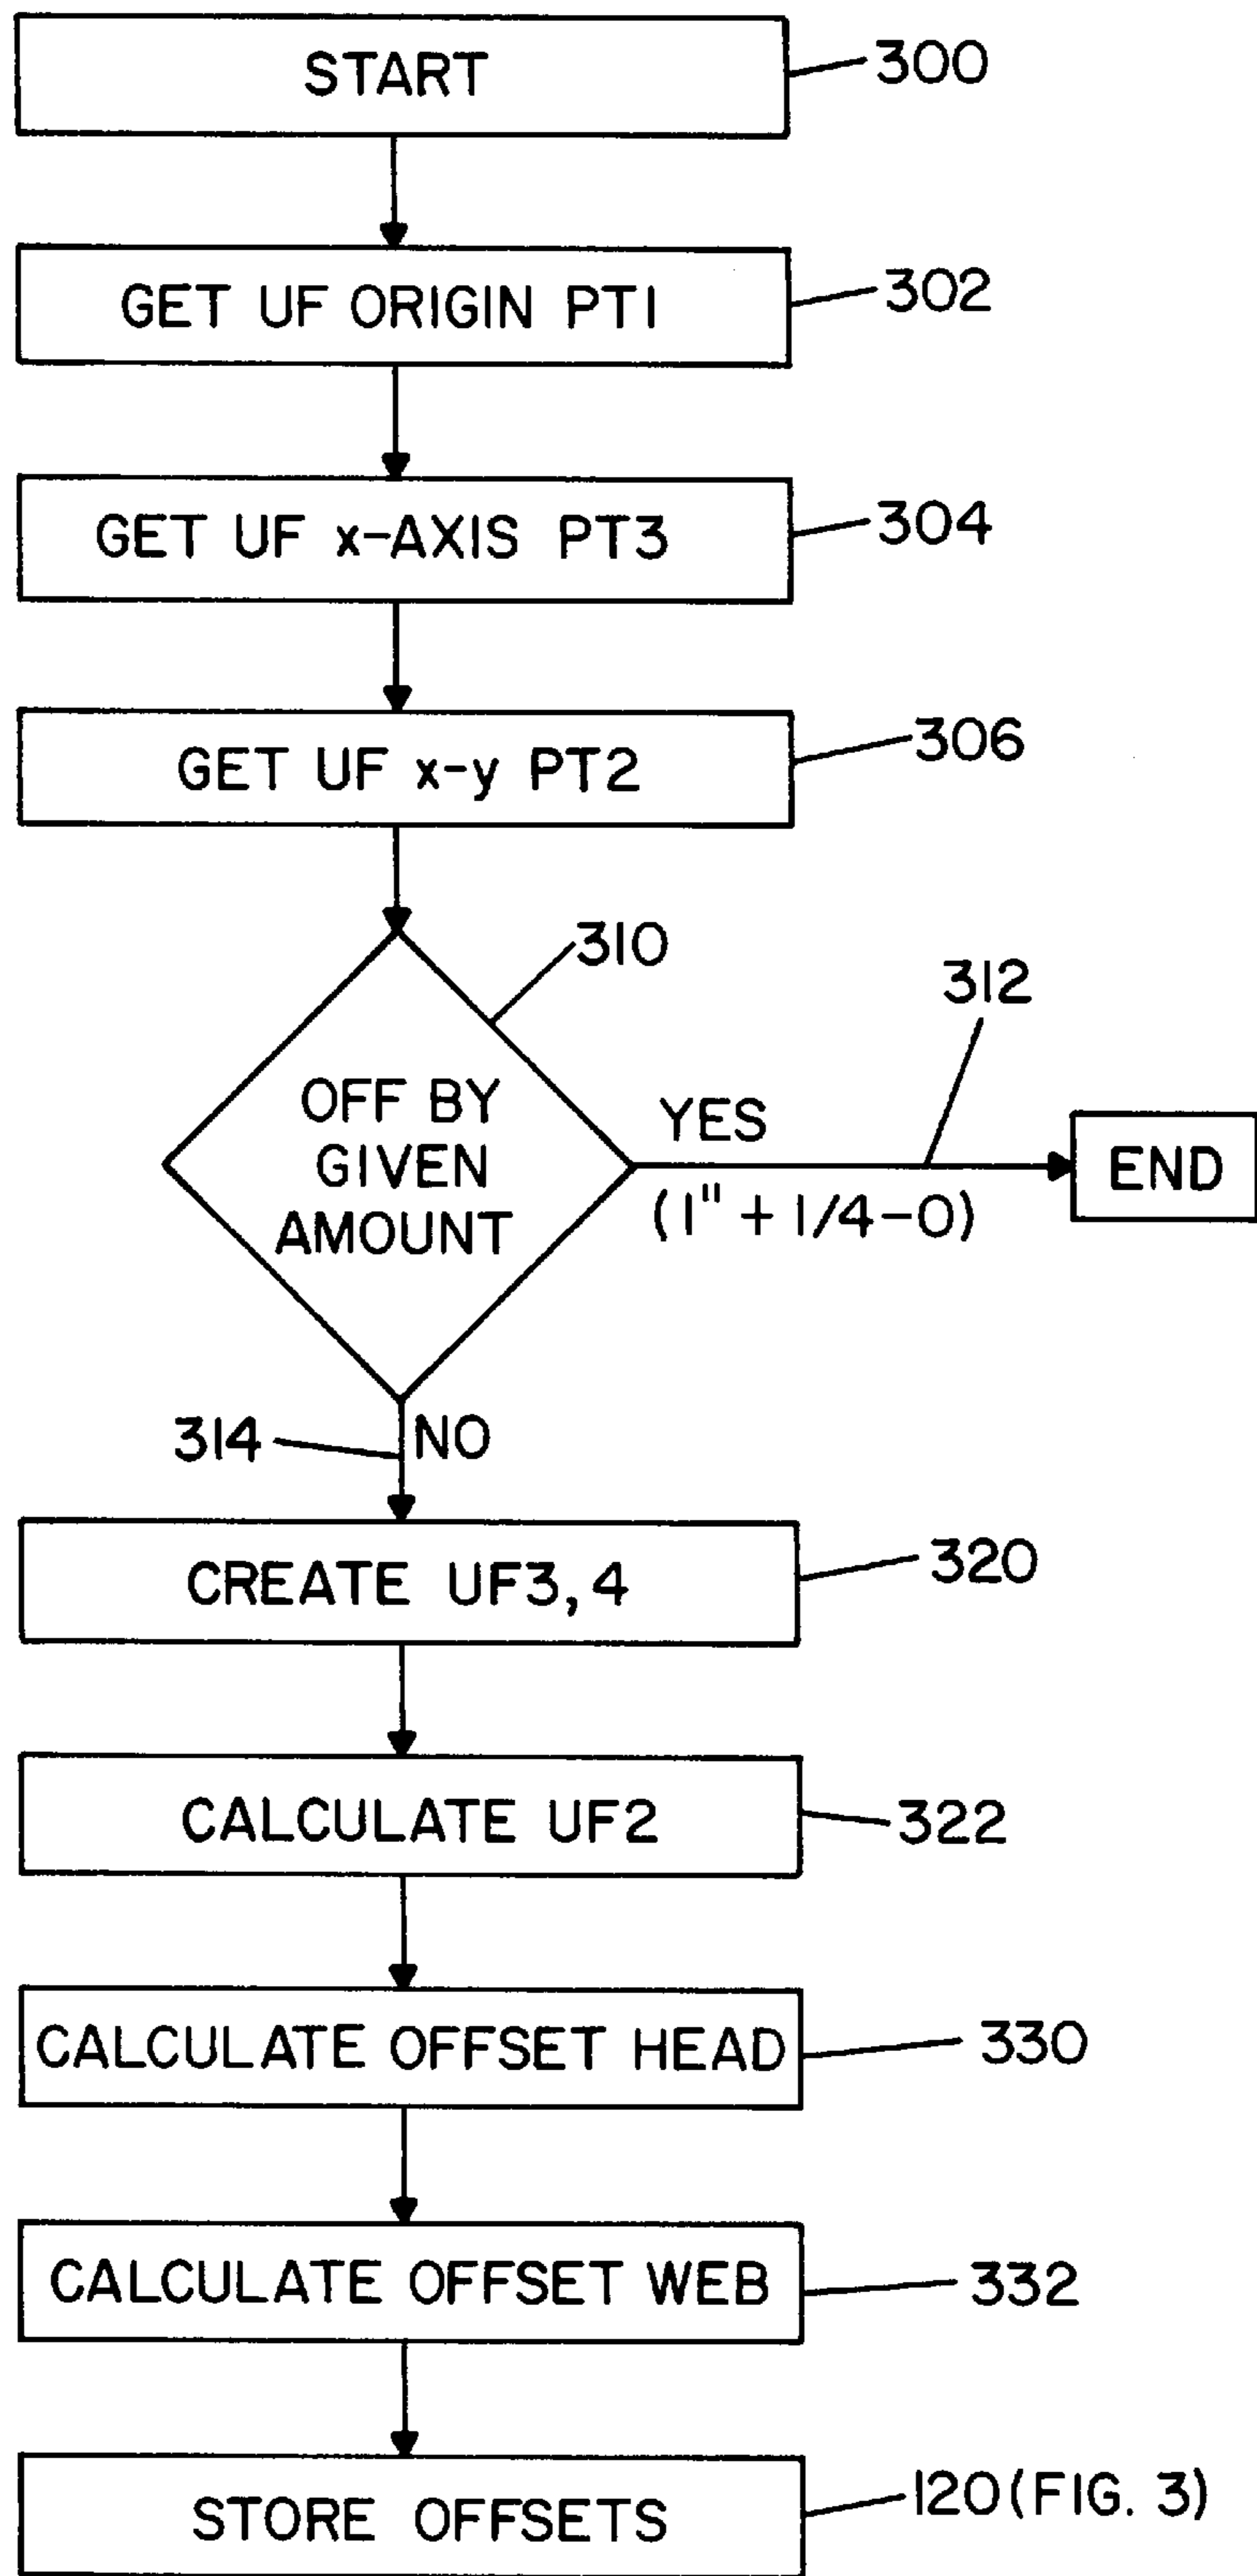 START
300
GET UF ORIGIN PT1
302
GET UF x-AXIS PT3
304
GET UF x-y PT2
306
310
312
OFF BY
GIVEN
AMOUNT
YES
(1" + 1/4-0)
END
314
NO
CREATE UF3, 4
320
CALCULATE UF2
322
CALCULATE OFFSET HEAD
330
CALCULATE OFFSET WEB
332
STORE OFFSETS
120 (FIG. 3)